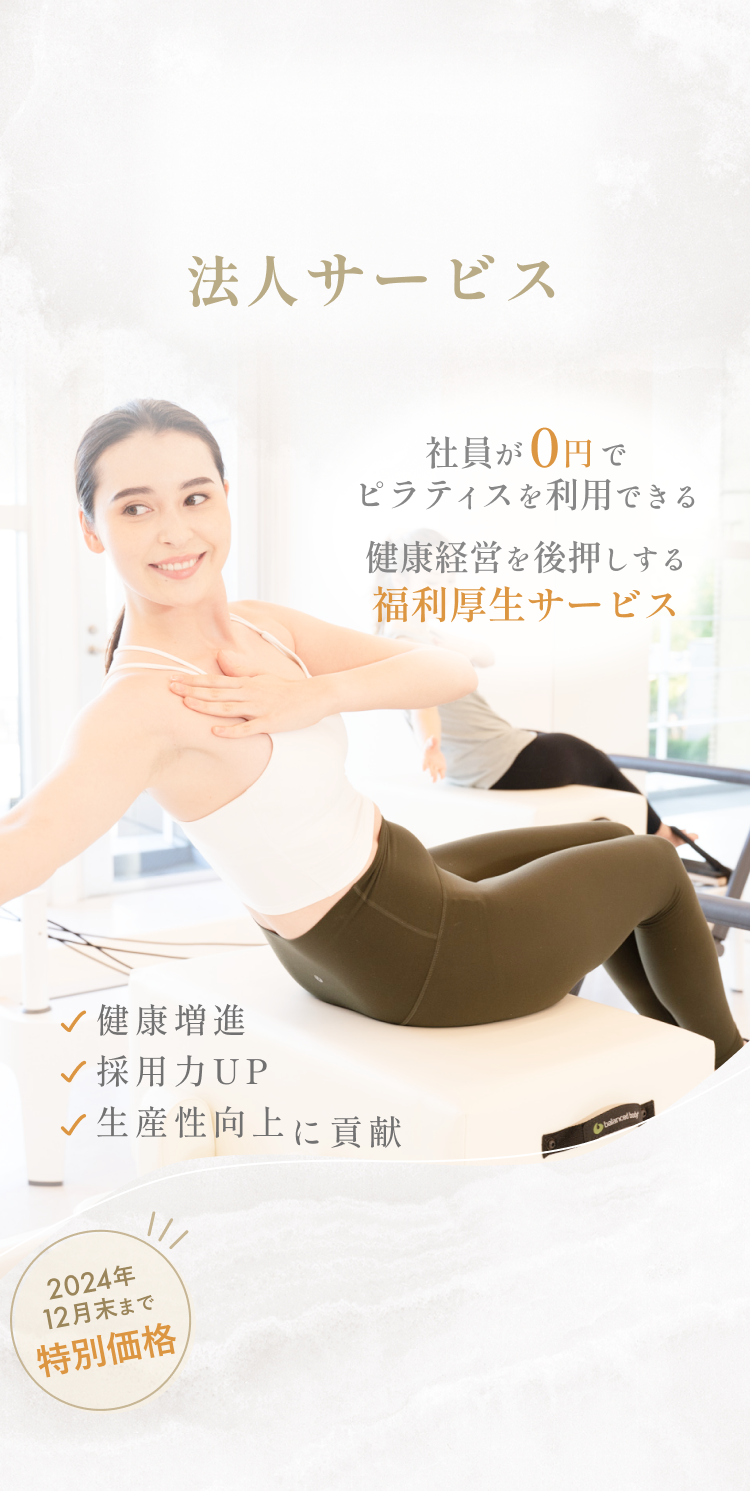 法人サービス
社員が0円で
ピラティスを利用できる
健康経営を後押しする
福利厚生サービス
健康増進
採用力UP
生産性向上に貢献
balanced body
2024年
12月末まで
特別価格